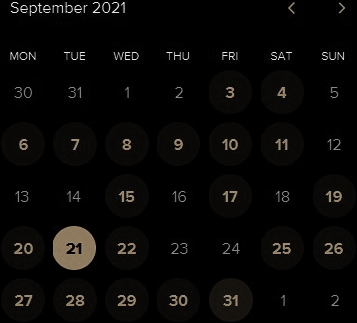 September 2021
MON TUE WED THU FRI SAT SUN
30 31 1 2 3 4 5
6 7 8 9 10 11 12
13 14 15 16 17 18 19
20 21 22 23 24 25 26
27 28 29 30 31 1 2